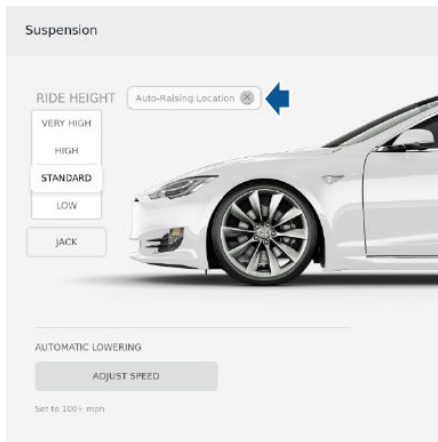 Suspension
RIDE HEIGHT
Auto-Raising Location
VERY HIGH
HIGH
STANDARD
LOW
JACK
AUTOMATIC LOWERING
ADJUST SPEED
Set to 100+ mph